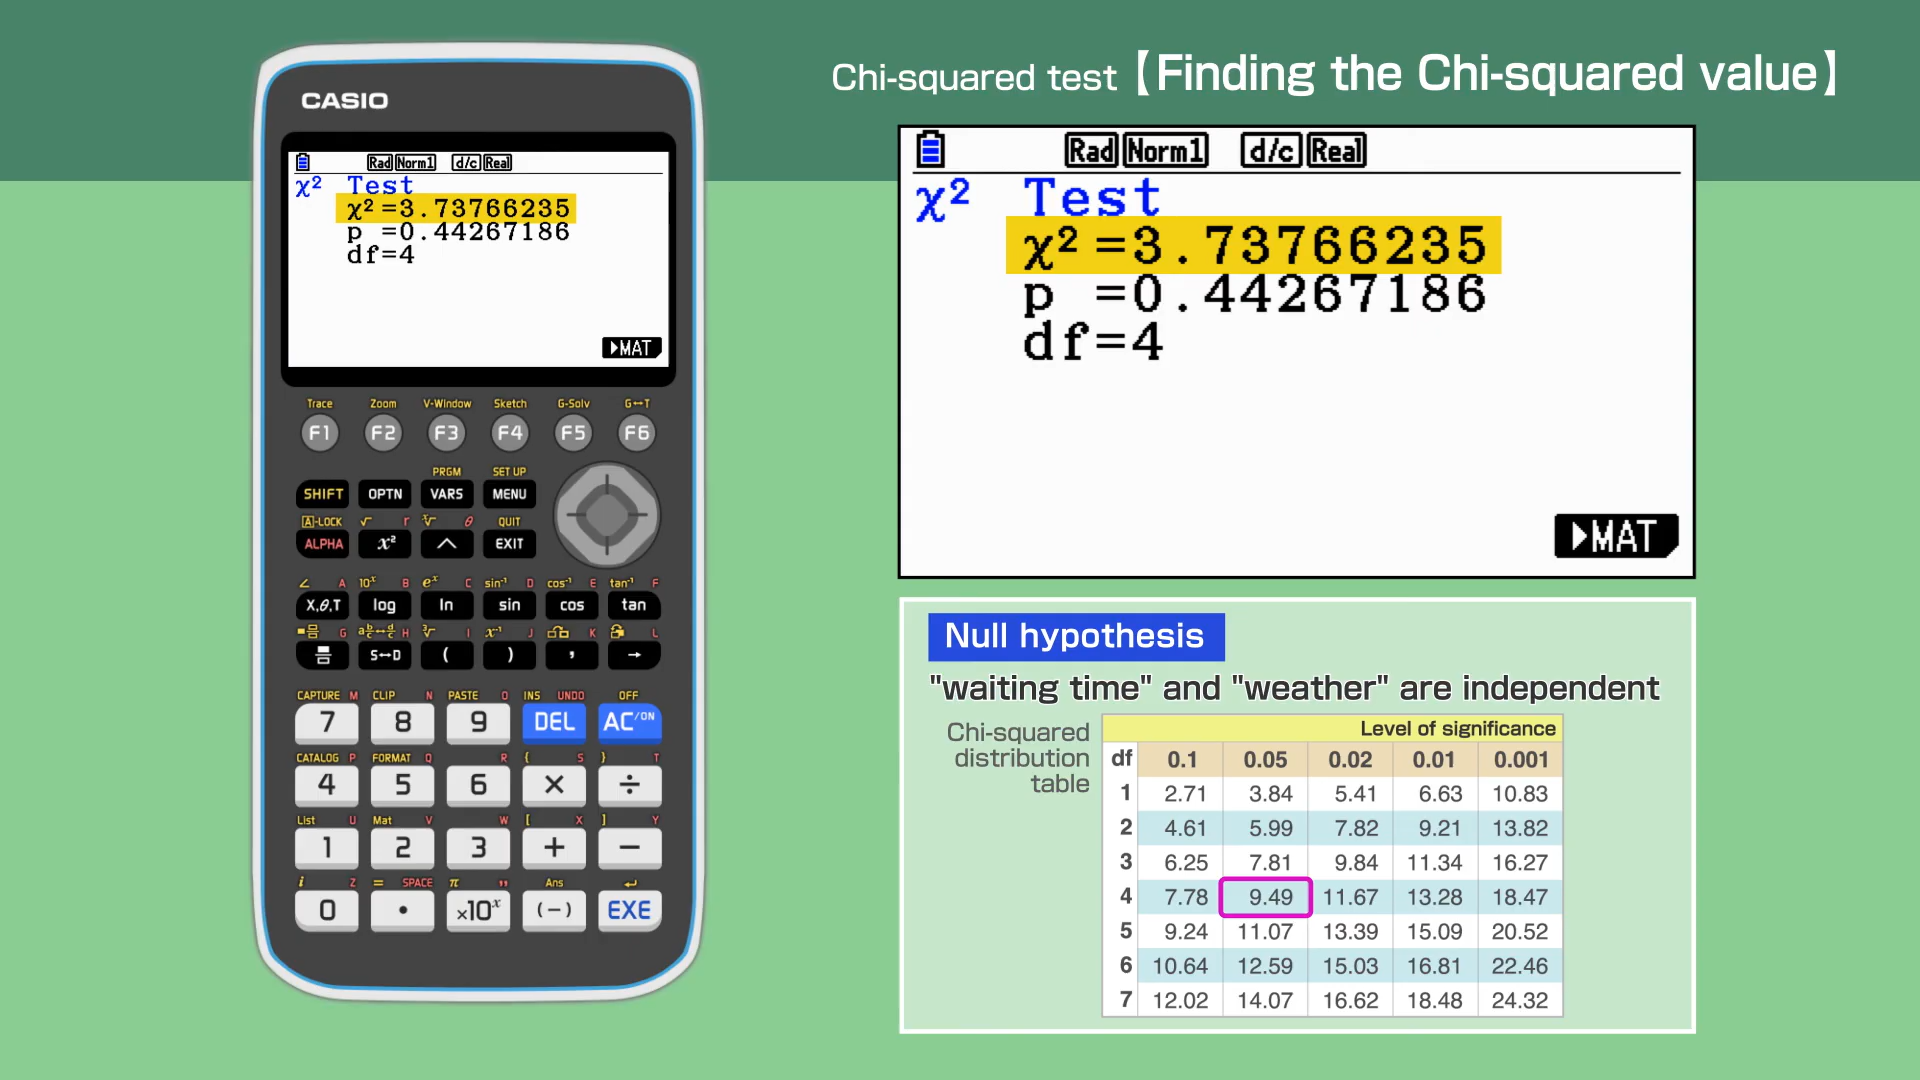 Chi-squared test【Finding the Chi-squared value】
CASIO
Rad Norm1 d/c Real
χ² Test
χ²=3.73766235
p =0.44267186
df=4
▶MAT
Trace Zoom V-Window Sketch G-Solv G↔T
F1 F2 F3 F4 F5 F6
PRGM SET UP
SHIFT OPTN VARS MENU
A-LOCK √ r ˣ√ θ QUIT
ALPHA x² ^ EXIT
∠ A 10ˣ B eˣ C sin⁻¹ D cos⁻¹ E tan⁻¹ F
X,θ,T log ln sin cos tan
G a b/c↔d/c H ³√ I x⁻¹ J K L
S↔D ( ) , →
CAPTURE M CLIP N PASTE O INS UNDO OFF
7 8 9 DEL AC/ON
CATALOG P FORMAT Q R { S } T
4 5 6 × ÷
List U Mat V W [ X ] Y
1 2 3 + −
i Z = SPACE π " Ans ↵
0 • ×10ˣ (−) EXE
Rad Norm1 d/c Real
χ² Test
χ²=3.73766235
p =0.44267186
df=4
▶MAT
Null hypothesis
"waiting time" and "weather" are independent
Chi-squared
distribution
table
Level of significance
df 0.1 0.05 0.02 0.01 0.001
1 2.71 3.84 5.41 6.63 10.83
2 4.61 5.99 7.82 9.21 13.82
3 6.25 7.81 9.84 11.34 16.27
4 7.78 9.49 11.67 13.28 18.47
5 9.24 11.07 13.39 15.09 20.52
6 10.64 12.59 15.03 16.81 22.46
7 12.02 14.07 16.62 18.48 24.32